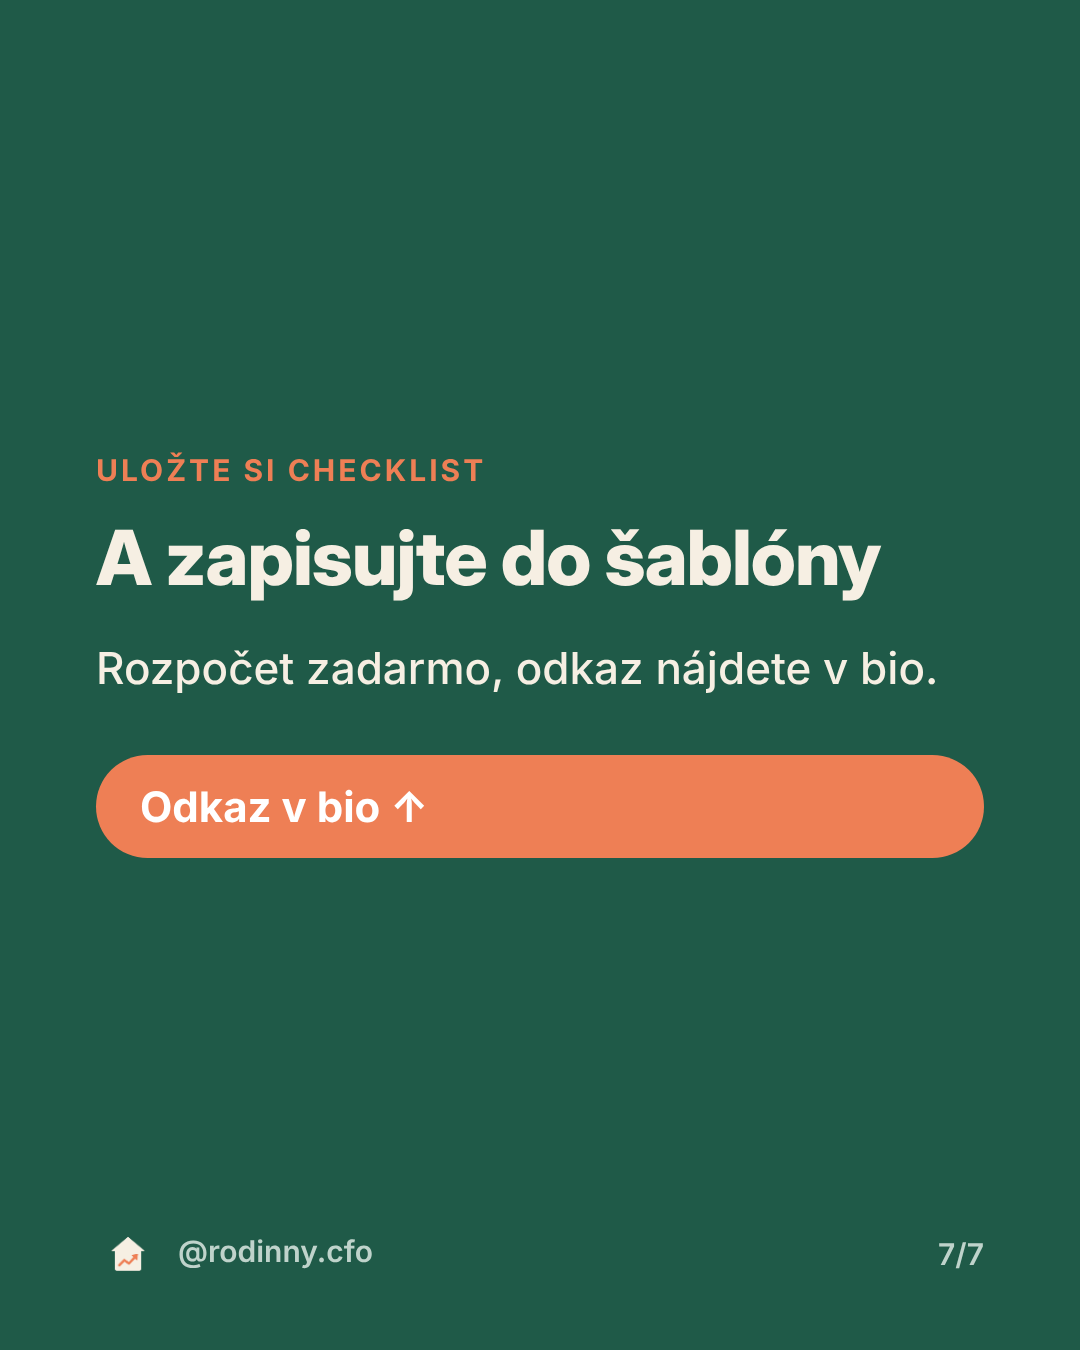 ULOŽTE SI CHECKLIST
A zapisujte do šablóny
Rozpočet zadarmo, odkaz nájdete v bio.
Odkaz v bio ↑
@rodinny.cfo
7/7